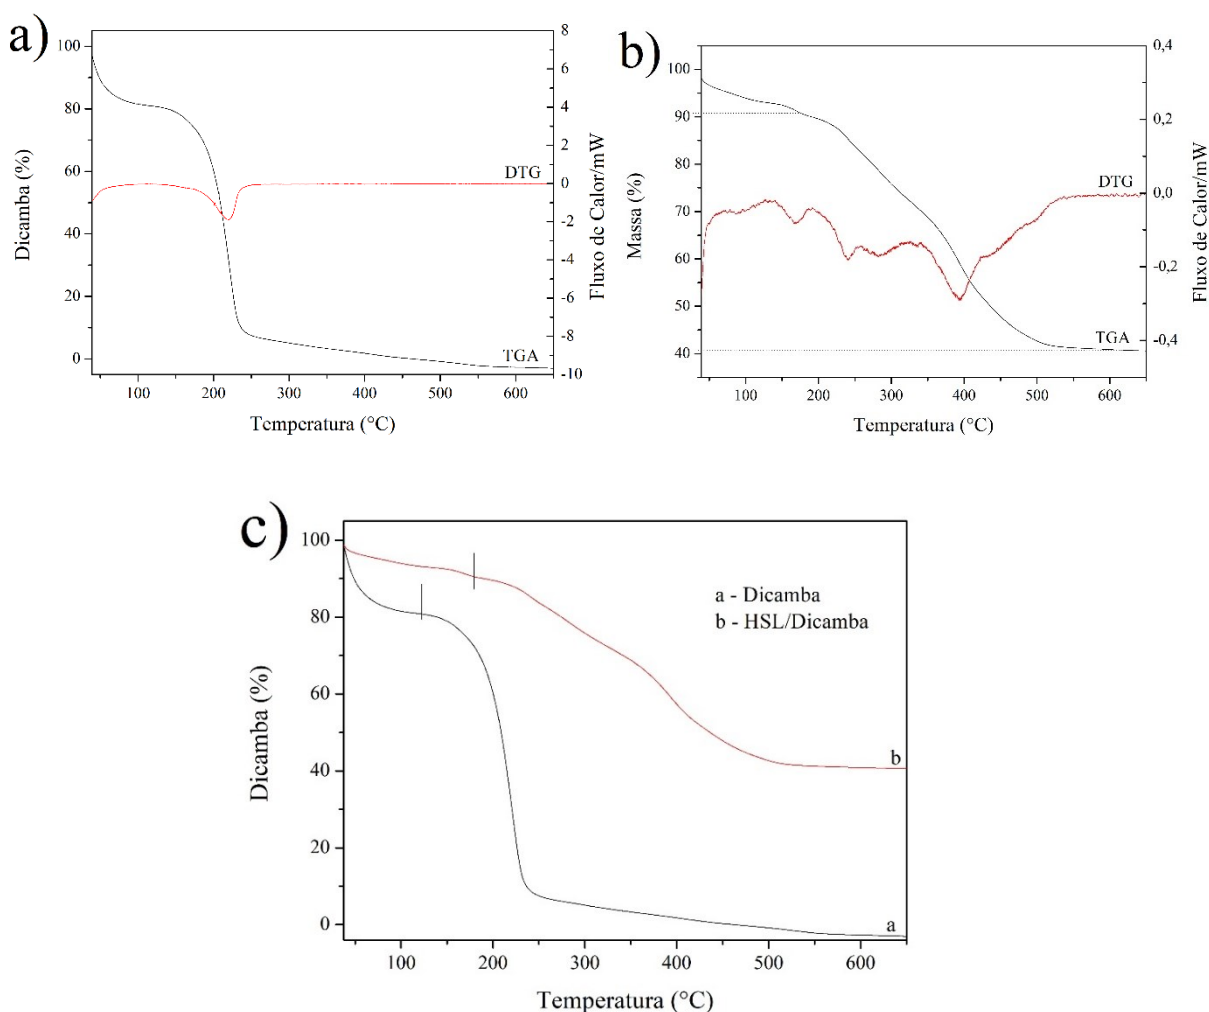 a)
100
80
60
40
20
0
Dicamba (%)
8
6
4
2
0
-2
-4
-6
-8
-10
Fluxo de Calor/mW
DTG
TGA
100 200 300 400 500 600
Temperatura (°C)
b)
100
90
80
70
60
50
40
Massa (%)
0,4
0,2
0,0
-0,2
-0,4
Fluxo de Calor/mW
DTG
TGA
100 200 300 400 500 600
Temperatura (°C)
c)
100
80
60
40
20
0
Dicamba (%)
a - Dicamba
b - HSL/Dicamba
b
a
100 200 300 400 500 600
Temperatura (°C)